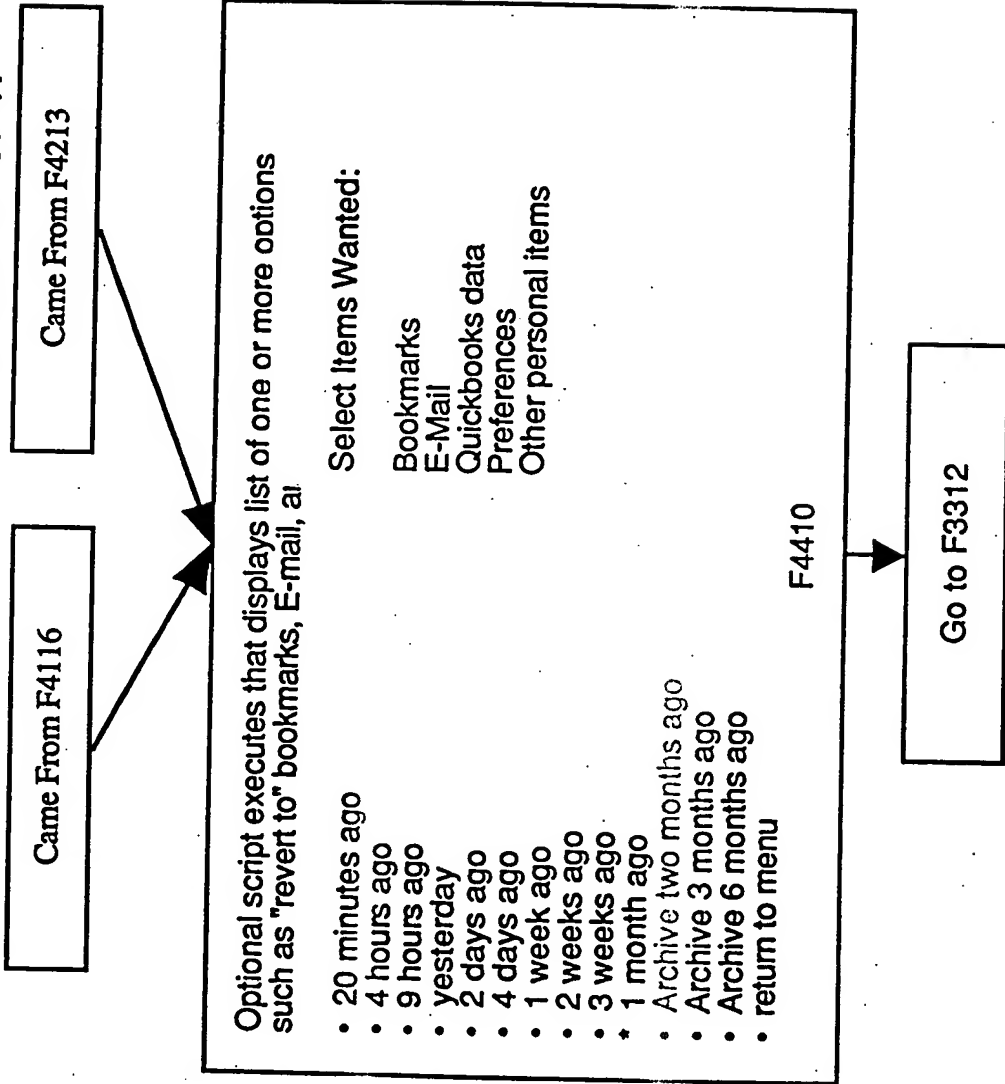 Came From F4116
Came From F4213
Optional script executes that displays list of one or more options
such as "revert to" bookmarks, E-mail,
• 20 minutes ago
• 4 hours ago
• 9 hours ago
• yesterday
• 2 days ago
• 4 days ago
• 1 week ago
• 2 weeks ago
• 3 weeks ago
* 1 month ago
• Archive two months ago
• Archive 3 months ago
• Archive 6 months ago
• return to menu
Select Items Wanted:
Bookmarks
E-Mail
Quickbooks data
Preferences
Other personal items
F4410
Go to F3312